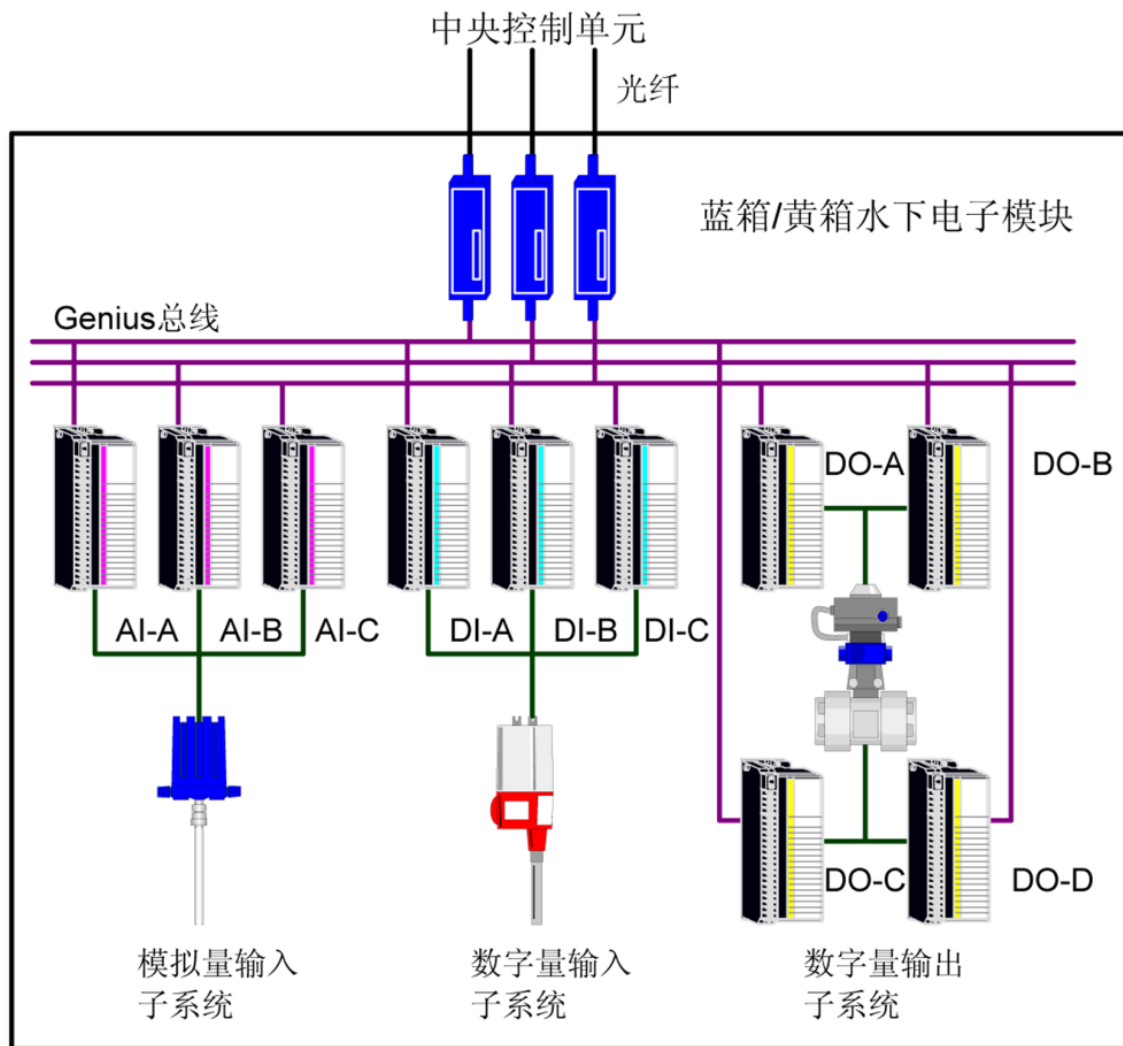 中央控制单元
光纤
蓝箱/黄箱水下电子模块
Genius总线
DO-A
DO-B
AI-A
AI-B
AI-C
DI-A
DI-B
DI-C
DO-C
DO-D
模拟量输入
子系统
数字量输入
子系统
数字量输出
子系统